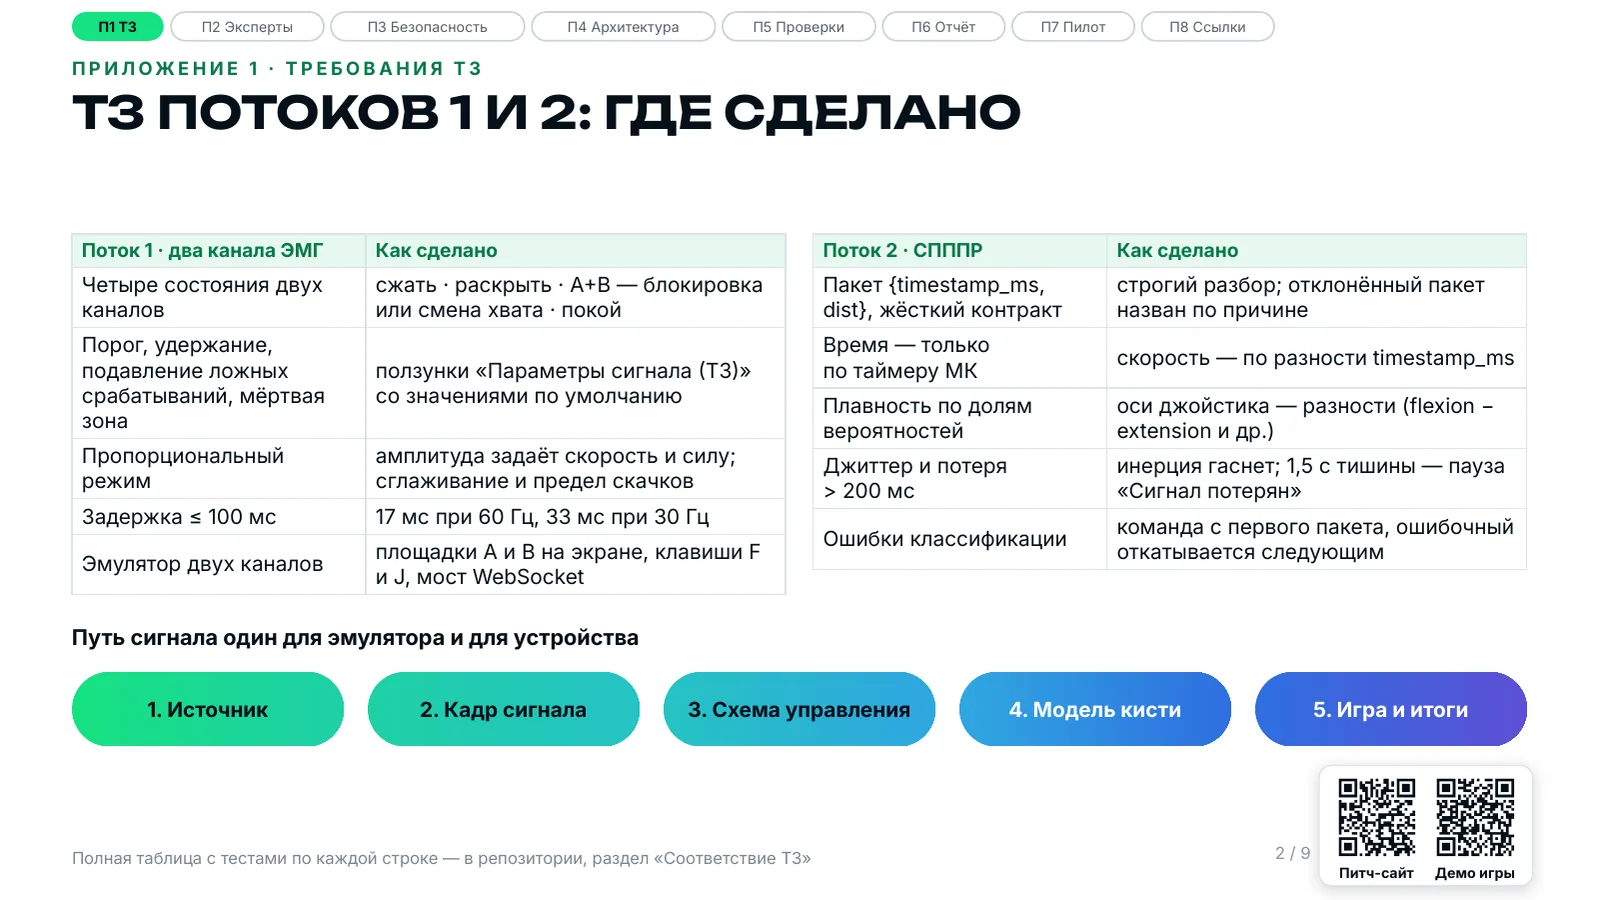 П1 ТЗ
П2 Эксперты
П3 Безопасность
П4 Архитектура
П5 Проверки
П6 Отчёт
П7 Пилот
П8 Ссылки
ПРИЛОЖЕНИЕ 1 · ТРЕБОВАНИЯ ТЗ
ТЗ ПОТОКОВ 1 И 2: ГДЕ СДЕЛАНО
Поток 1 · два канала ЭМГ
Как сделано
Четыре состояния двух
каналов
сжать · раскрыть · A+B — блокировка
или смена хвата · покой
Порог, удержание,
подавление ложных
срабатываний, мёртвая
зона
ползунки «Параметры сигнала (ТЗ)»
со значениями по умолчанию
Пропорциональный
режим
амплитуда задаёт скорость и силу;
сглаживание и предел скачков
Задержка ≤ 100 мс
17 мс при 60 Гц, 33 мс при 30 Гц
Эмулятор двух каналов
площадки A и B на экране, клавиши F
и J, мост WebSocket
Поток 2 · СПППР
Как сделано
Пакет {timestamp_ms,
dist}, жёсткий контракт
строгий разбор; отклонённый пакет
назван по причине
Время — только
по таймеру МК
скорость — по разности timestamp_ms
Плавность по долям
вероятностей
оси джойстика — разности (flexion −
extension и др.)
Джиттер и потеря
> 200 мс
инерция гаснет; 1,5 с тишины — пауза
«Сигнал потерян»
Ошибки классификации
команда с первого пакета, ошибочный
откатывается следующим
Путь сигнала один для эмулятора и для устройства
1. Источник
2. Кадр сигнала
3. Схема управления
4. Модель кисти
5. Игра и итоги
Полная таблица с тестами по каждой строке — в репозитории, раздел «Соответствие ТЗ»
2 / 9
Питч-сайт
Демо игры